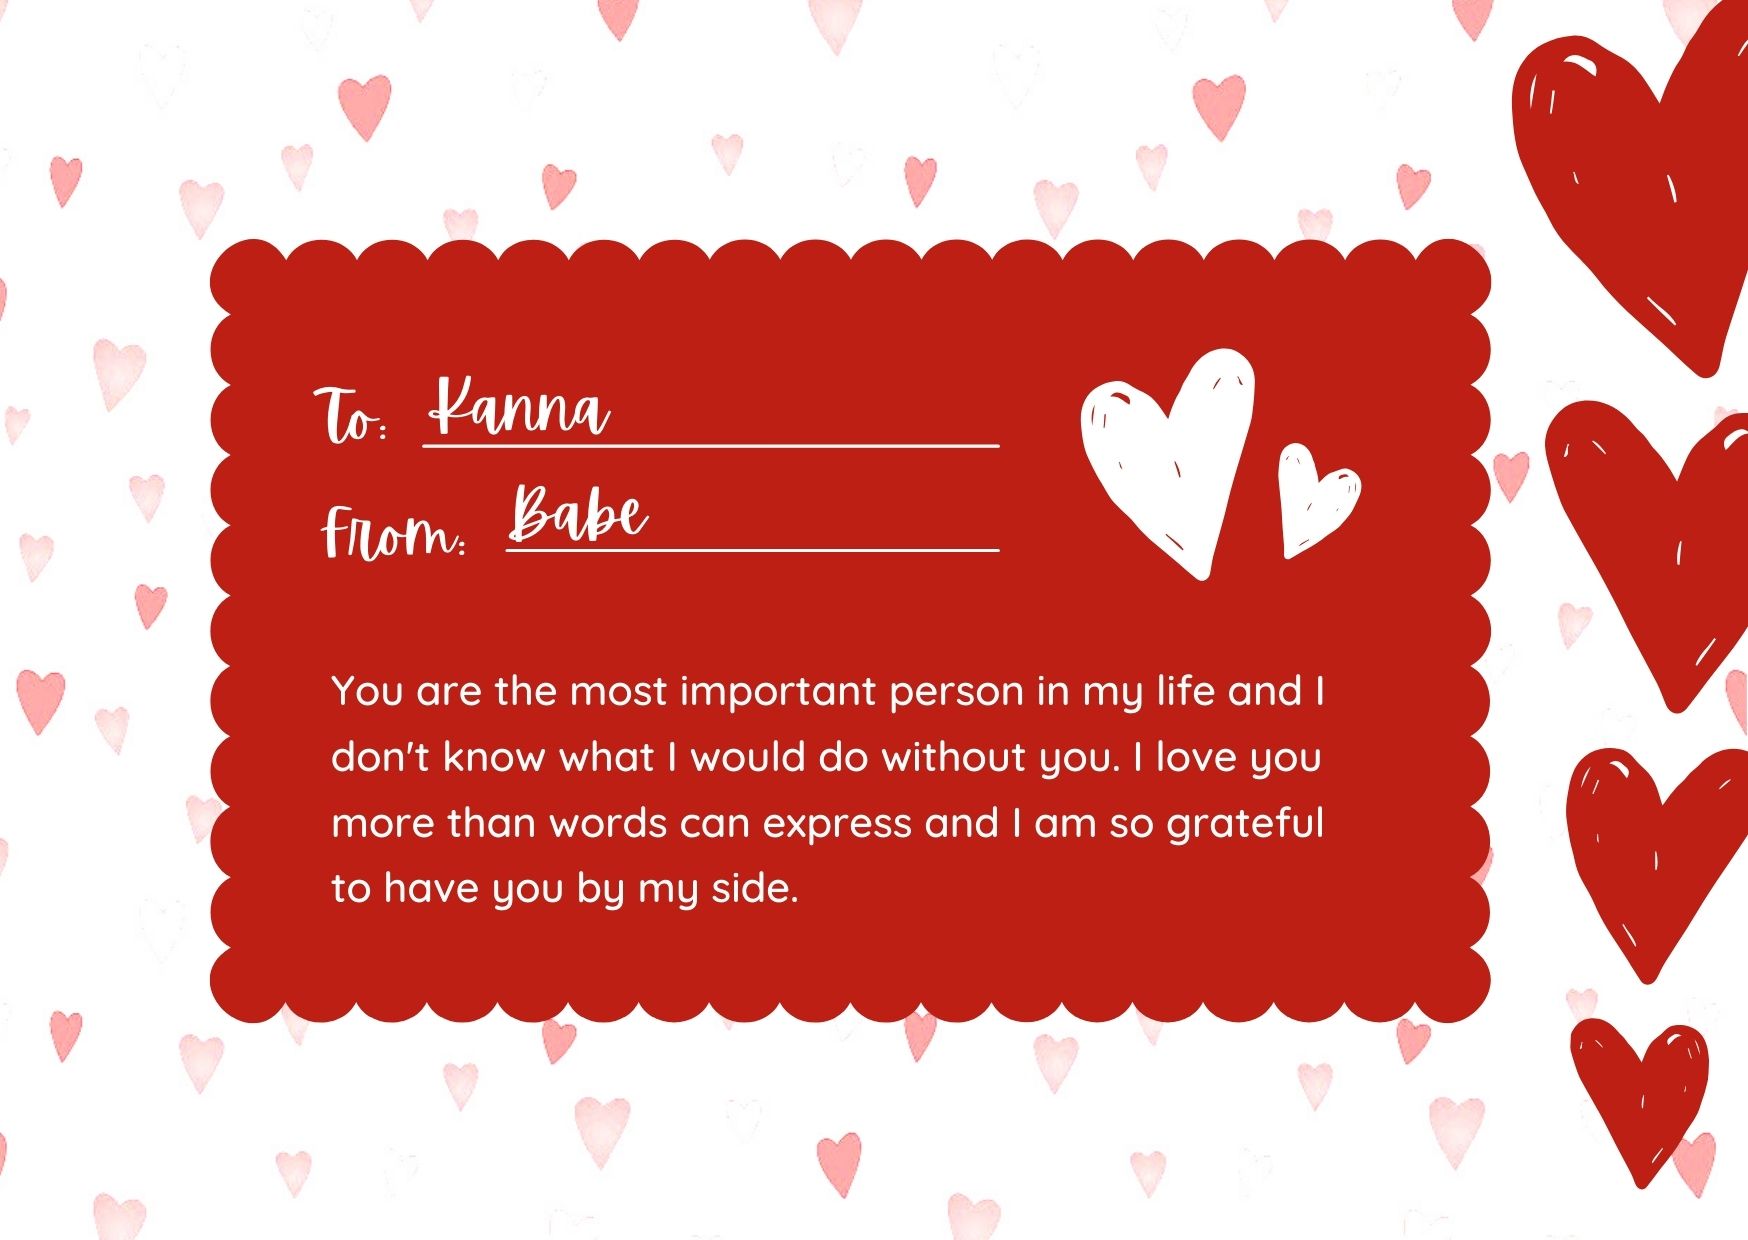 To: Kanna
From: Babe
You are the most important person in my life and I
don't know what I would do without you. I love you
more than words can express and I am so grateful
to have you by my side.